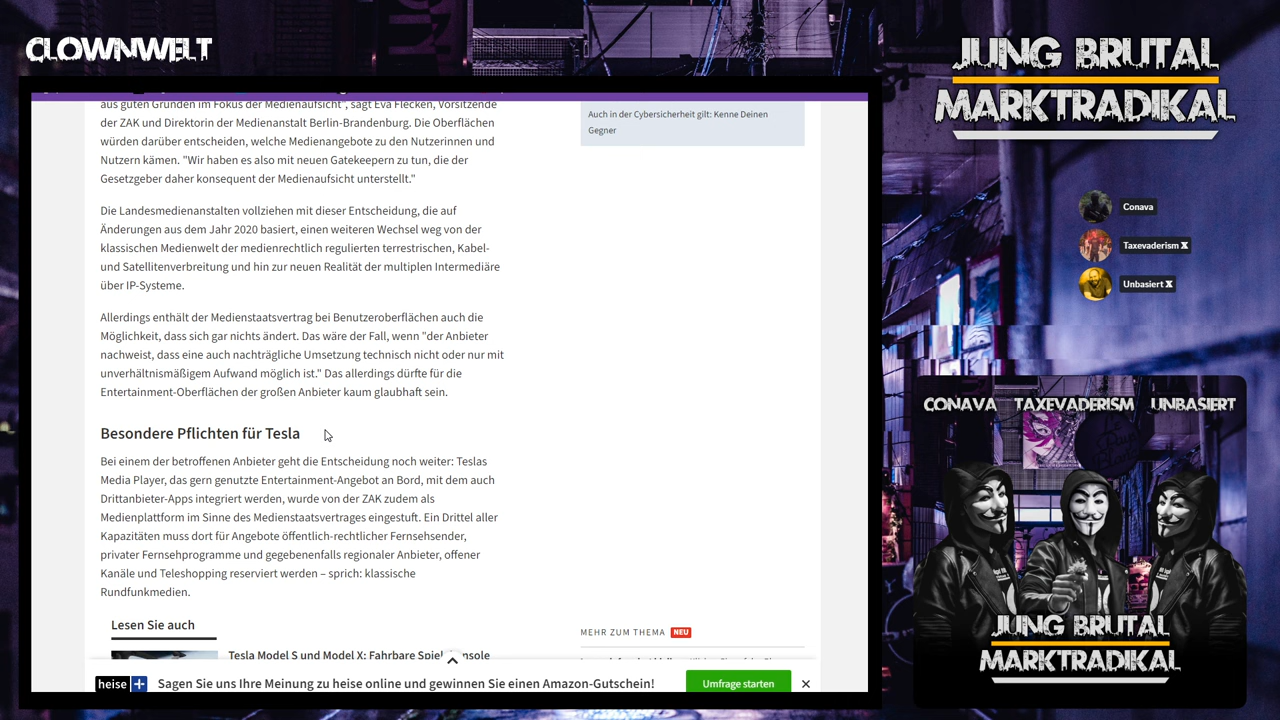 CLOWNWELT
aus guten Gründen im Fokus der Medienaufsicht", sagt Eva Flecken, Vorsitzende
der ZAK und Direktorin der Medienanstalt Berlin-Brandenburg. Die Oberflächen
würden darüber entscheiden, welche Medienangebote zu den Nutzerinnen und
Nutzern kämen. "Wir haben es also mit neuen Gatekeepern zu tun, die der
Gesetzgeber daher konsequent der Medienaufsicht unterstellt."
Die Landesmedienanstalten vollziehen mit dieser Entscheidung, die auf
Änderungen aus dem Jahr 2020 basiert, einen weiteren Wechsel weg von der
klassischen Medienwelt der medienrechtlich regulierten terrestrischen, Kabel-
und Satellitenverbreitung und hin zur neuen Realität der multiplen Intermediäre
über IP-Systeme.
Allerdings enthält der Medienstaatsvertrag bei Benutzeroberflächen auch die
Möglichkeit, dass sich gar nichts ändert. Das wäre der Fall, wenn "der Anbieter
nachweist, dass eine auch nachträgliche Umsetzung technisch nicht oder nur mit
unverhältnismäßigem Aufwand möglich ist." Das allerdings dürfte für die
Entertainment-Oberflächen der großen Anbieter kaum glaubhaft sein.
Besondere Pflichten für Tesla
Bei einem der betroffenen Anbieter geht die Entscheidung noch weiter: Teslas
Media Player, das gern genutzte Entertainment-Angebot an Bord, mit dem auch
Drittanbieter-Apps integriert werden, wurde von der ZAK zudem als
Medienplattform im Sinne des Medienstaatsvertrages eingestuft. Ein Drittel aller
Kapazitäten muss dort für Angebote öffentlich-rechtlicher Fernsehsender,
privater Fernsehprogramme und gegebenenfalls regionaler Anbieter, offener
Kanäle und Teleshopping reserviert werden – sprich: klassische
Rundfunkmedien.
Lesen Sie auch
Tesla Model S und Model X: Fahrbare
Auch in der Cybersicherheit gilt: Kenne Deinen
Gegner
MEHR ZUM THEMA NEU
heise + Sagen Sie uns Ihre Meinung zu heise online und gewinnen Sie einen Amazon-Gutschein!
Umfrage starten
JUNG BRUTAL
MARKTRADIKAL
Conava
Taxevaderism X
Unbasiert X
CONAVA TAXEVADERISM UNBASIERT
JUNG BRUTAL
MARKTRADIKAL